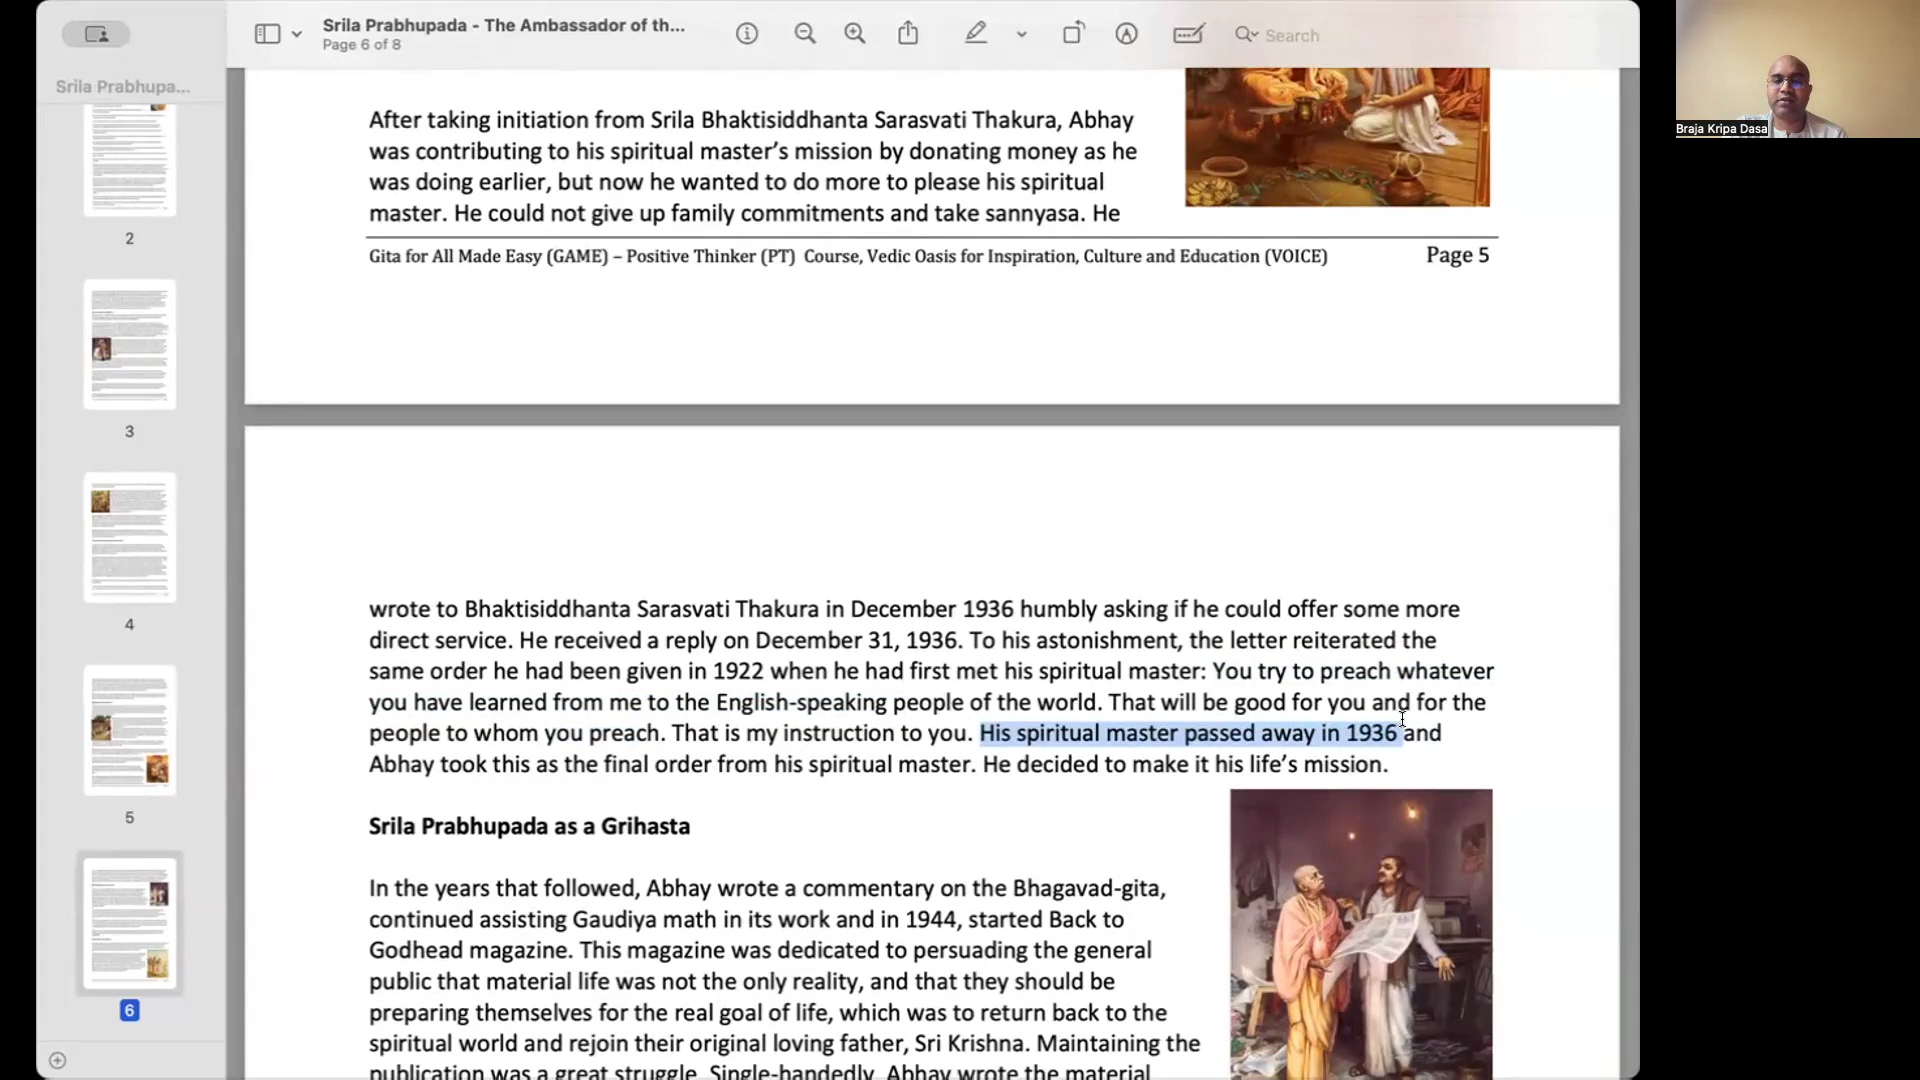 Srila Prabhupada - The Ambassador of th...
Page 6 of 8
Search
Srila Prabhupa...
2
3
4
5
6
After taking initiation from Srila Bhaktisiddhanta Sarasvati Thakura, Abhay
was contributing to his spiritual master’s mission by donating money as he
was doing earlier, but now he wanted to do more to please his spiritual
master. He could not give up family commitments and take sannyasa. He
Gita for All Made Easy (GAME) – Positive Thinker (PT) Course, Vedic Oasis for Inspiration, Culture and Education (VOICE) Page 5
wrote to Bhaktisiddhanta Sarasvati Thakura in December 1936 humbly asking if he could offer some more
direct service. He received a reply on December 31, 1936. To his astonishment, the letter reiterated the
same order he had been given in 1922 when he had first met his spiritual master: You try to preach whatever
you have learned from me to the English-speaking people of the world. That will be good for you and for the
people to whom you preach. That is my instruction to you. His spiritual master passed away in 1936 and
Abhay took this as the final order from his spiritual master. He decided to make it his life’s mission.
Srila Prabhupada as a Grihasta
In the years that followed, Abhay wrote a commentary on the Bhagavad-gita,
continued assisting Gaudiya math in its work and in 1944, started Back to
Godhead magazine. This magazine was dedicated to persuading the general
public that material life was not the only reality, and that they should be
preparing themselves for the real goal of life, which was to return back to the
spiritual world and rejoin their original loving father, Sri Krishna. Maintaining the
publication was a great struggle. Single-handedly, Abhay wrote the material
Braja Kripa Dasa